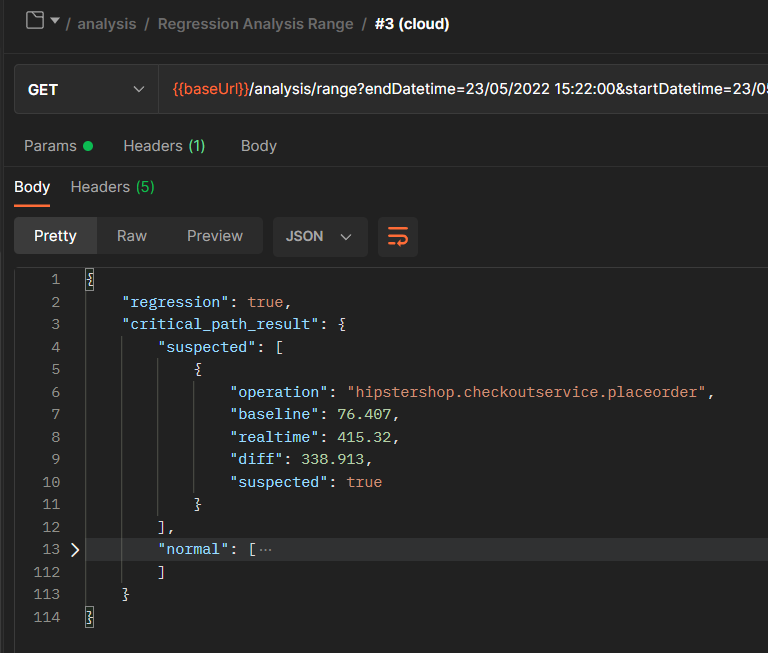 / analysis / Regression Analysis Range / #3 (cloud)
GET {{baseUrl}}/analysis/range?endDatetime=23/05/2022 15:22:00&startDatetime=23/0
Params Headers (1) Body
Body Headers (5)
Pretty Raw Preview JSON
1 {
2 "regression": true,
3 "critical_path_result": {
4 "suspected": [
5 {
6 "operation": "hipstershop.checkoutservice.placeorder",
7 "baseline": 76.407,
8 "realtime": 415.32,
9 "diff": 338.913,
10 "suspected": true
11 }
12 ],
13 "normal": [ ...
112 ]
113 }
114 }